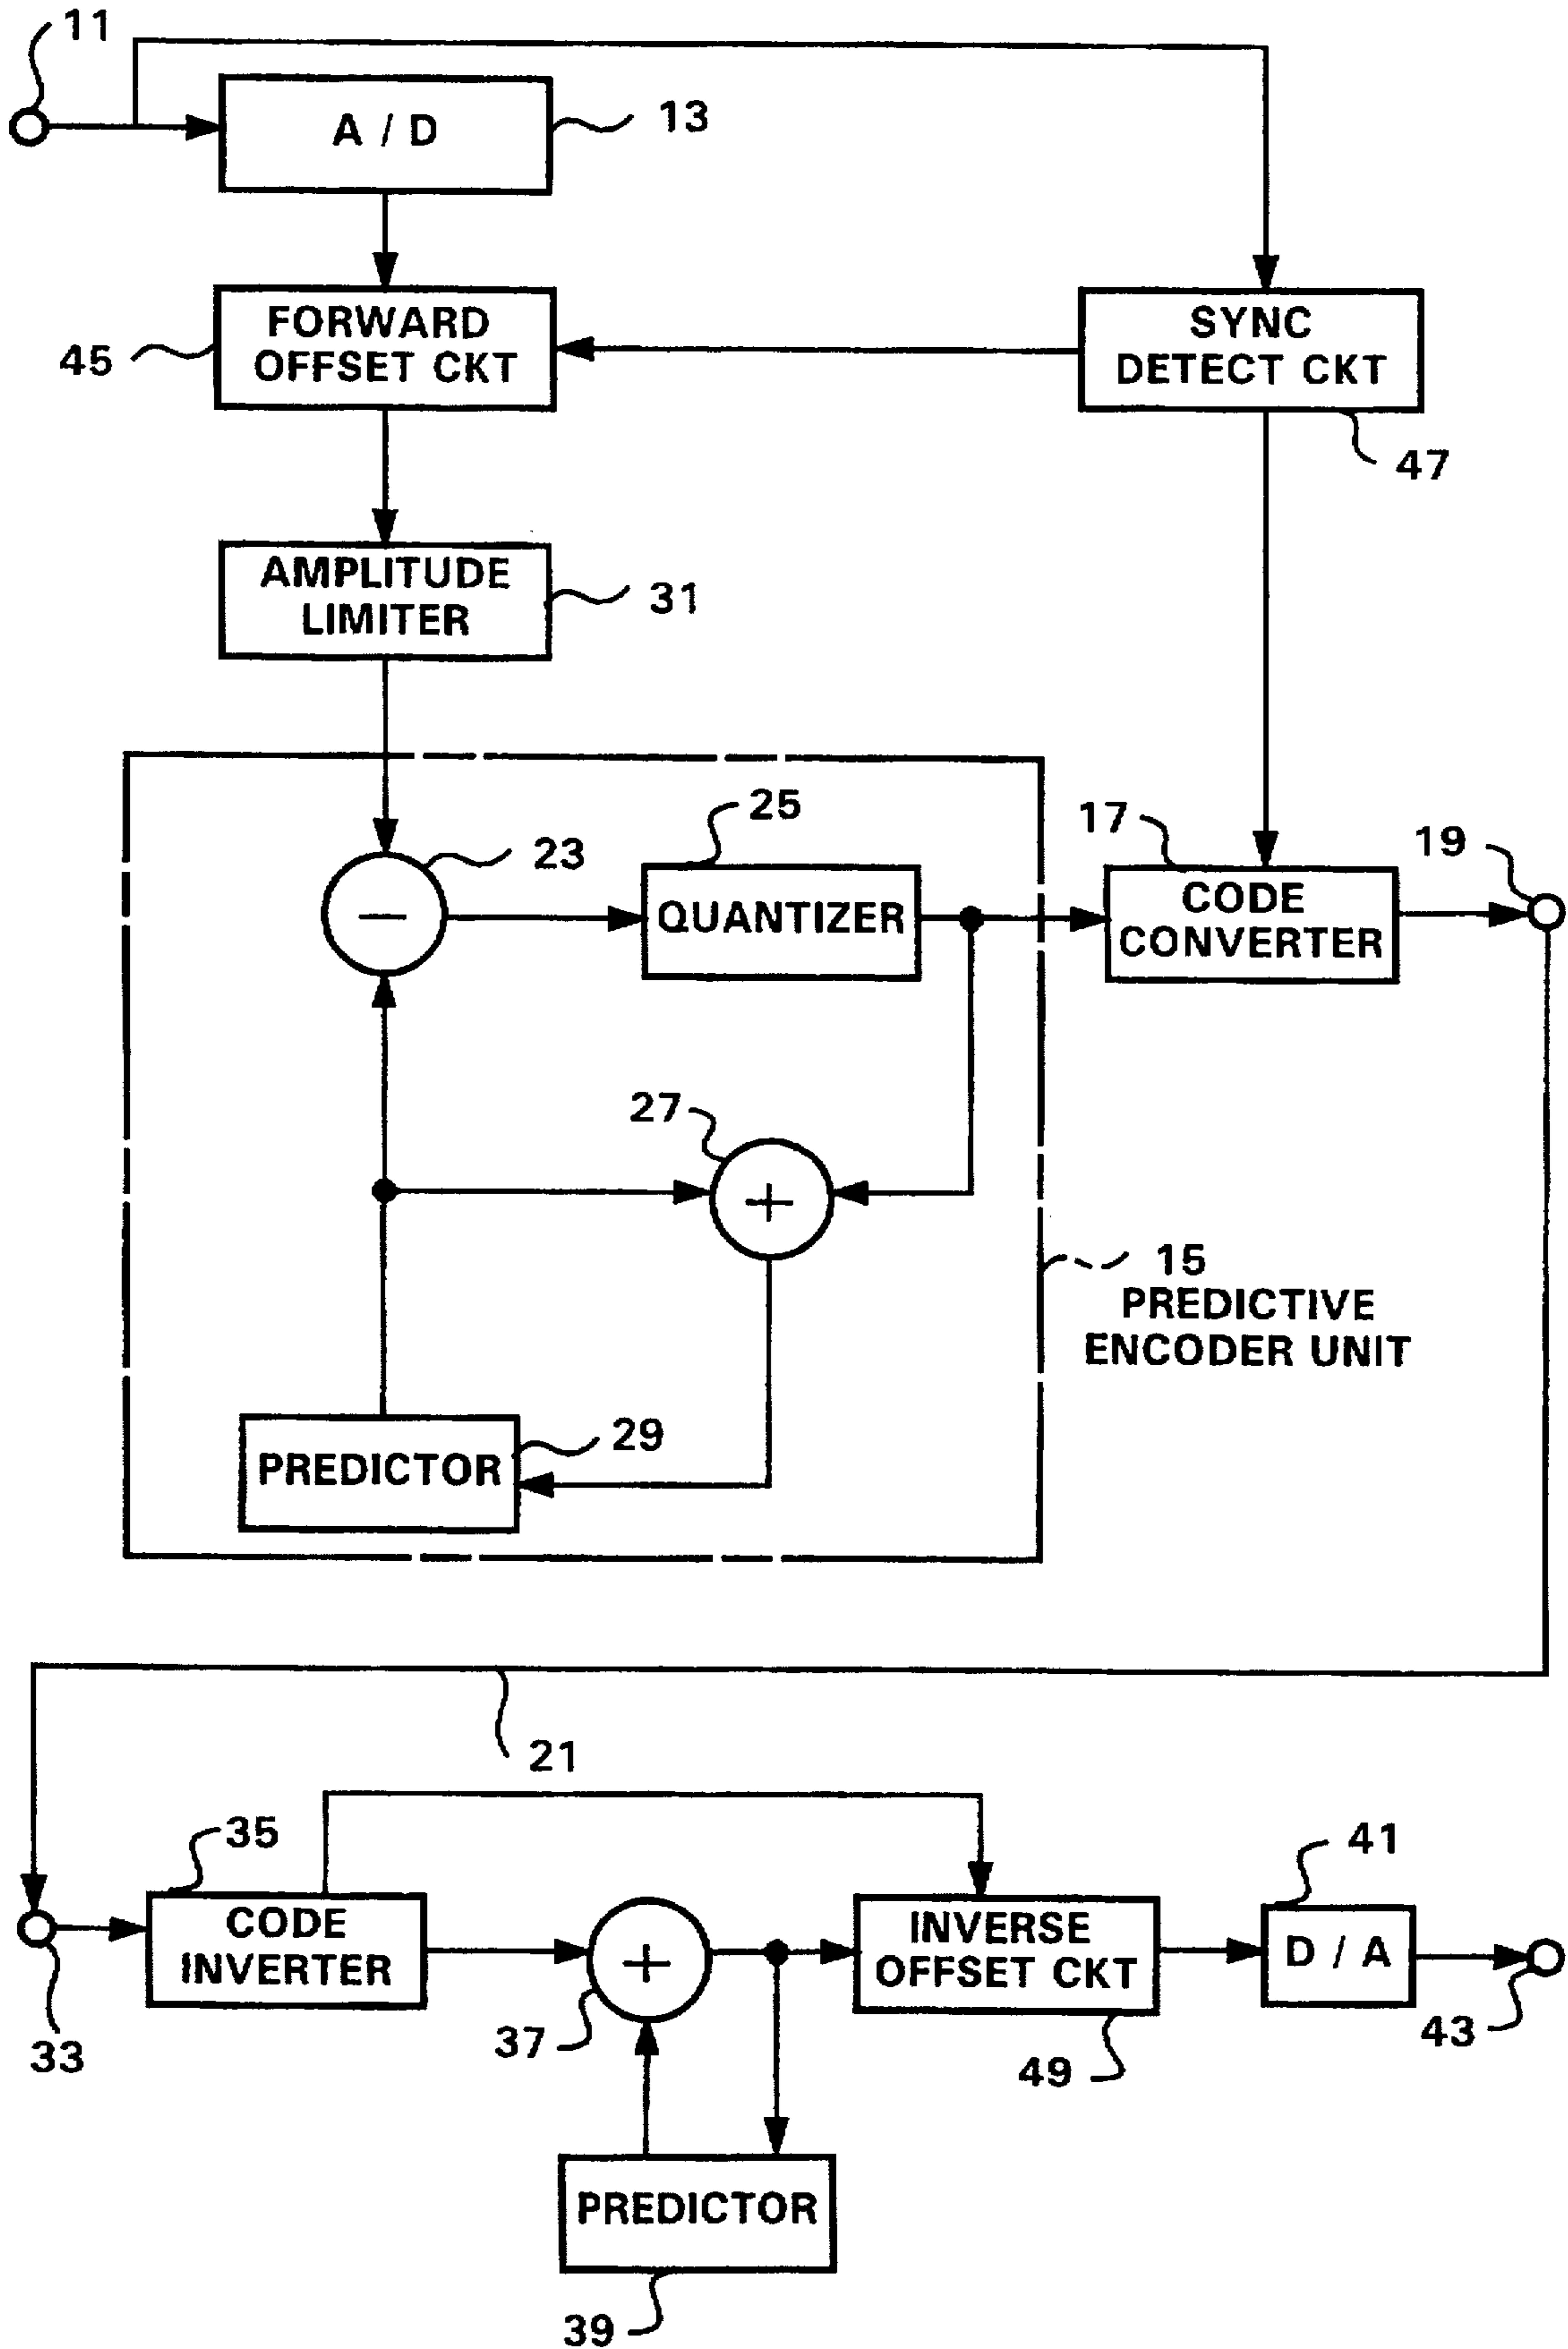 11
A / D
13
FORWARD
OFFSET CKT
45
SYNC
DETECT CKT
47
AMPLITUDE
LIMITER
31
25
17
19
23
−
QUANTIZER
CODE
CONVERTER
27
+
15
PREDICTIVE
ENCODER UNIT
29
PREDICTOR
21
35
41
CODE
INVERTER
+
INVERSE
OFFSET CKT
D / A
33
37
49
43
PREDICTOR
39